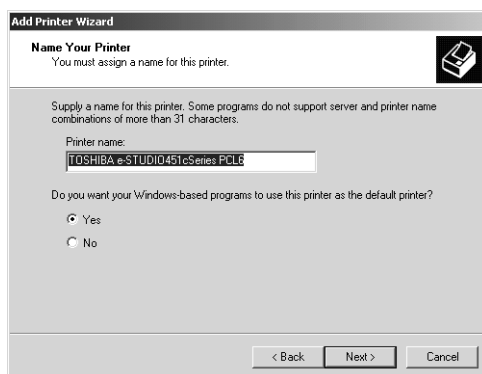 Add Printer Wizard
Name Your Printer
You must assign a name for this printer.
Supply a name for this printer. Some programs do not support server and printer name
combinations of more than 31 characters.
Printer name:
TOSHIBA e-STUDIO451cSeries PCL6
Do you want your Windows-based programs to use this printer as the default printer?
Yes
No
< Back
Next >
Cancel